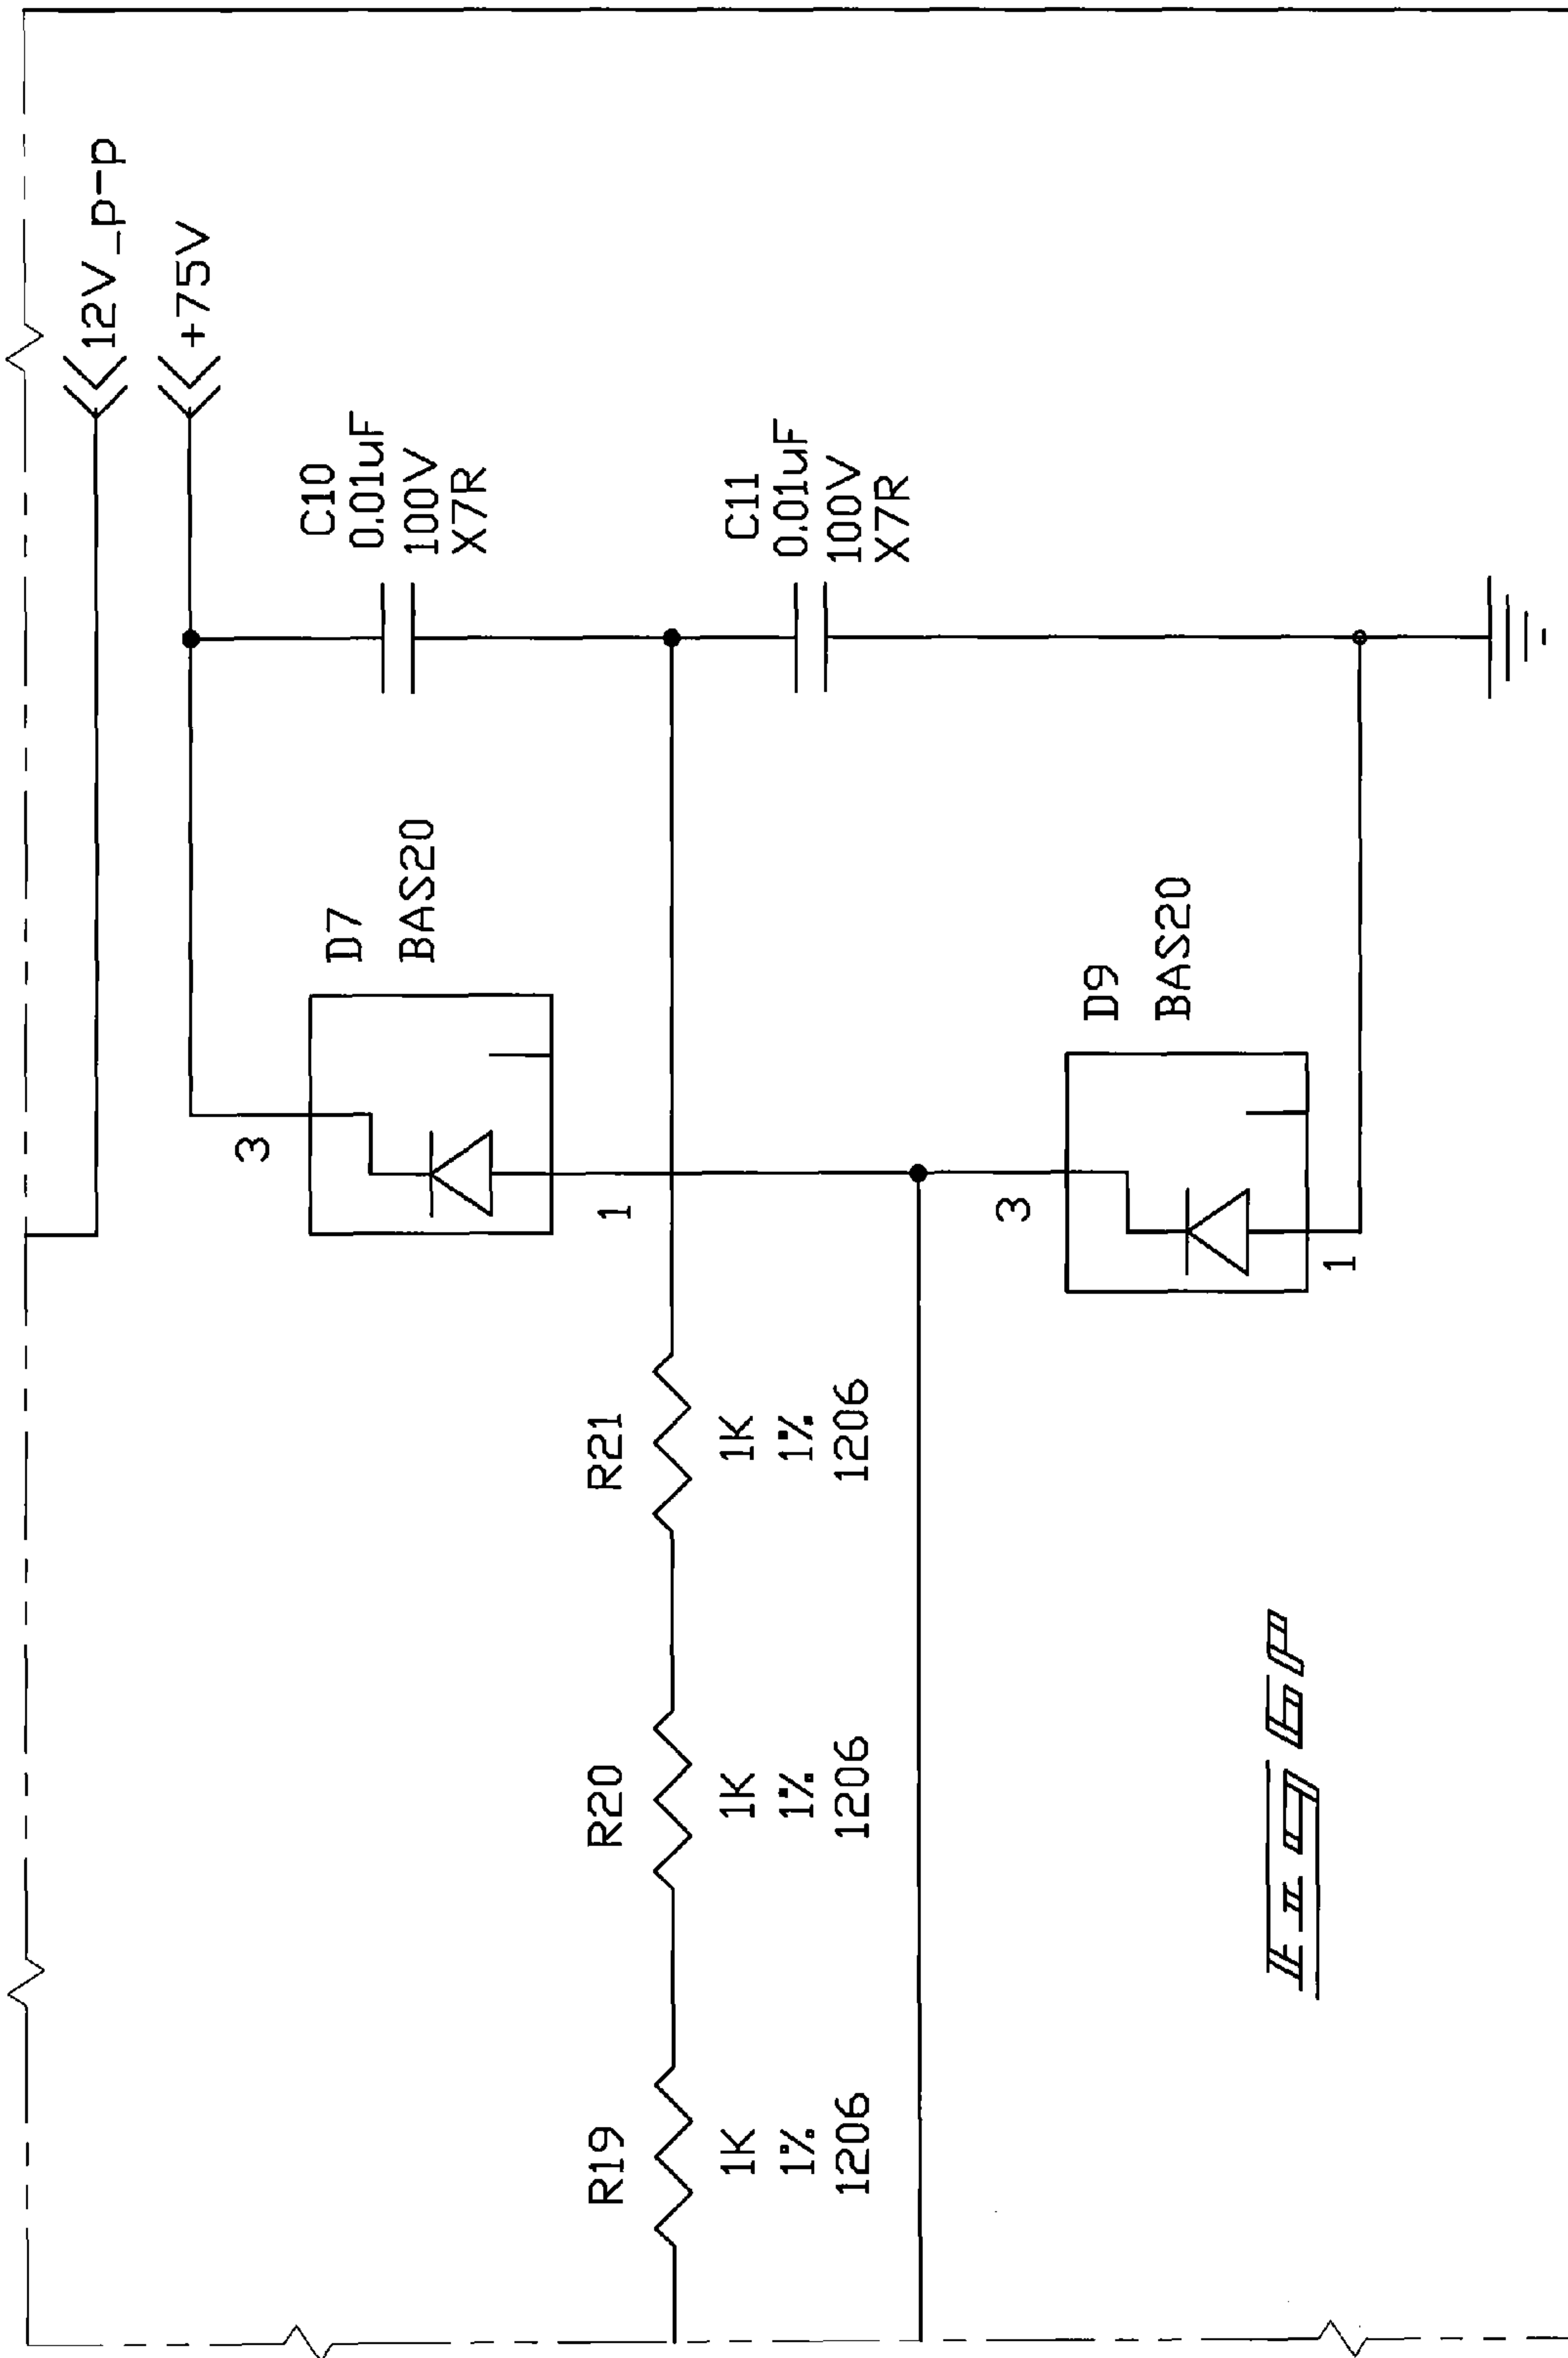 12V_p-p
+75V
C10
0.01uF
100V
X7R
C11
0.01uF
100V
X7R
3
D7
BAS20
1
3
D9
BAS20
1
R19
1K
1%
1206
R20
1K
1%
1206
R21
1K
1%
1206